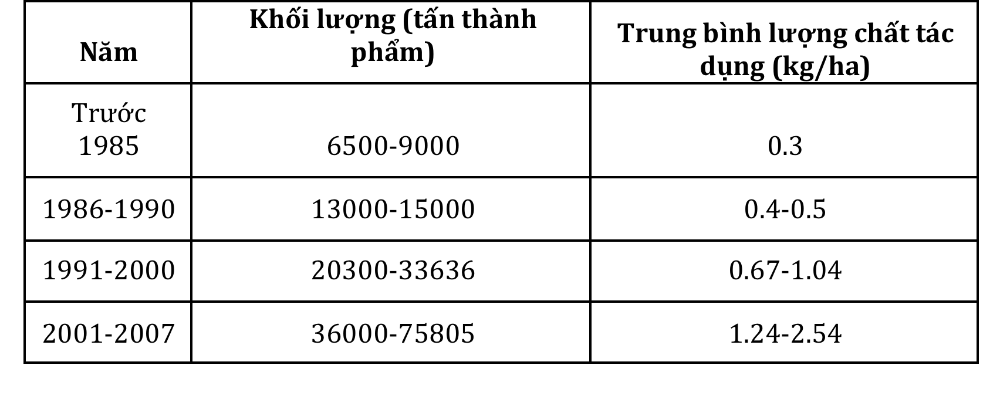 Năm
Khối lượng (tấn thành
phẩm)
Trung bình lượng chất tác
dụng (kg/ha)
Trước
1985
6500-9000
0.3
1986-1990
13000-15000
0.4-0.5
1991-2000
20300-33636
0.67-1.04
2001-2007
36000-75805
1.24-2.54